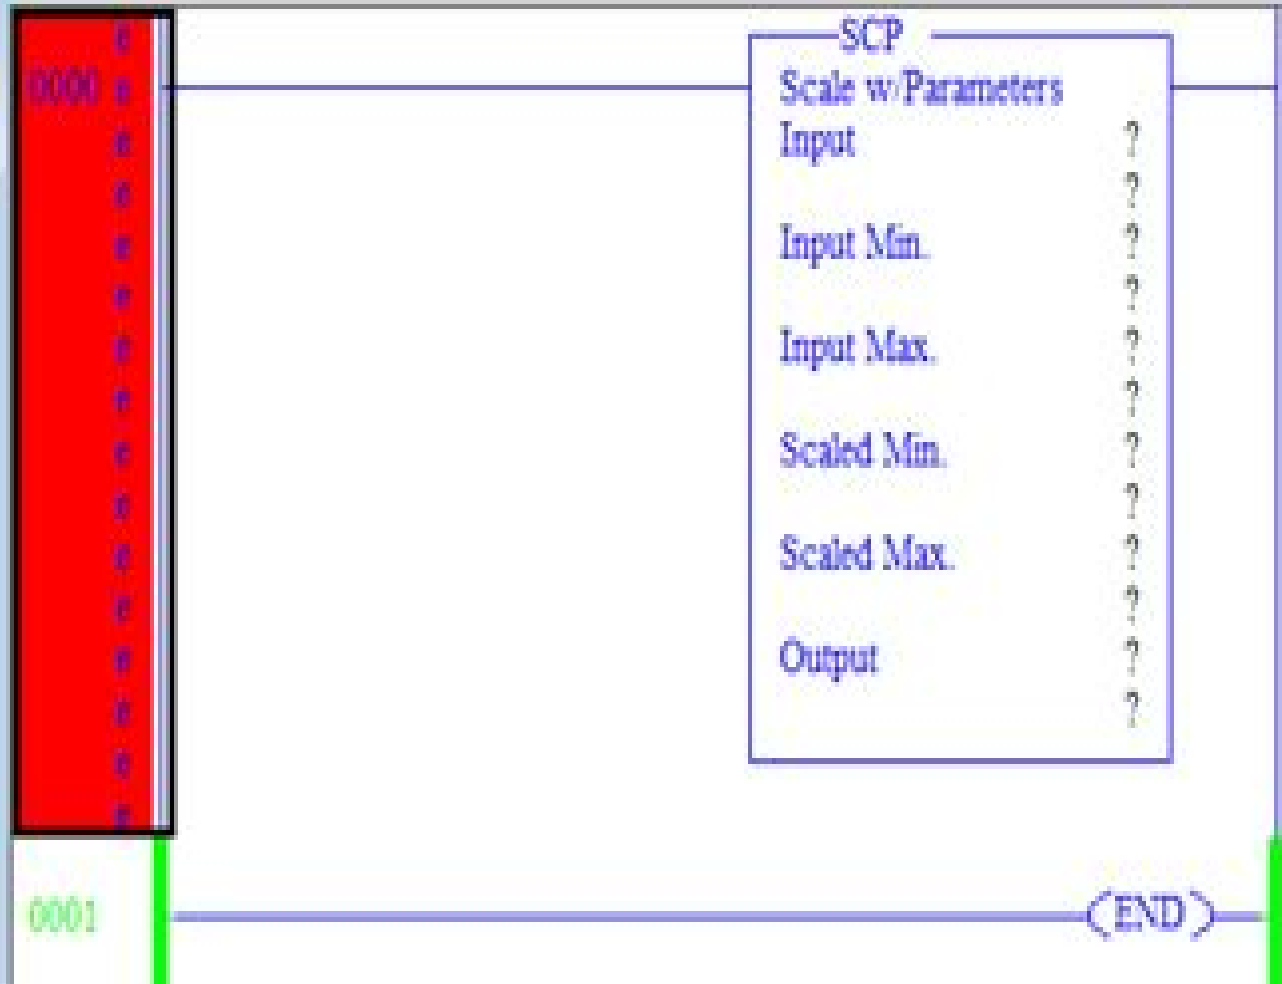 e
SCP
0000 e Scale w/Parameters
e Input ?
e ?
e Input Min. ?
e ?
e Input Max. ?
e ?
e Scaled Min. ?
e ?
e Scaled Max. ?
e ?
e Output ?
e ?
e
e
0001 (END)